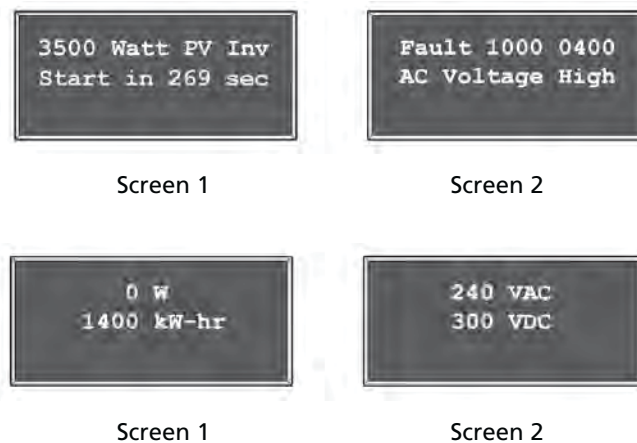 3500 Watt PV Inv
Start in 269 sec
Fault 1000 0400
AC Voltage High
Screen 1
Screen 2
0 W
1400 kW-hr
240 VAC
300 VDC
Screen 1
Screen 2